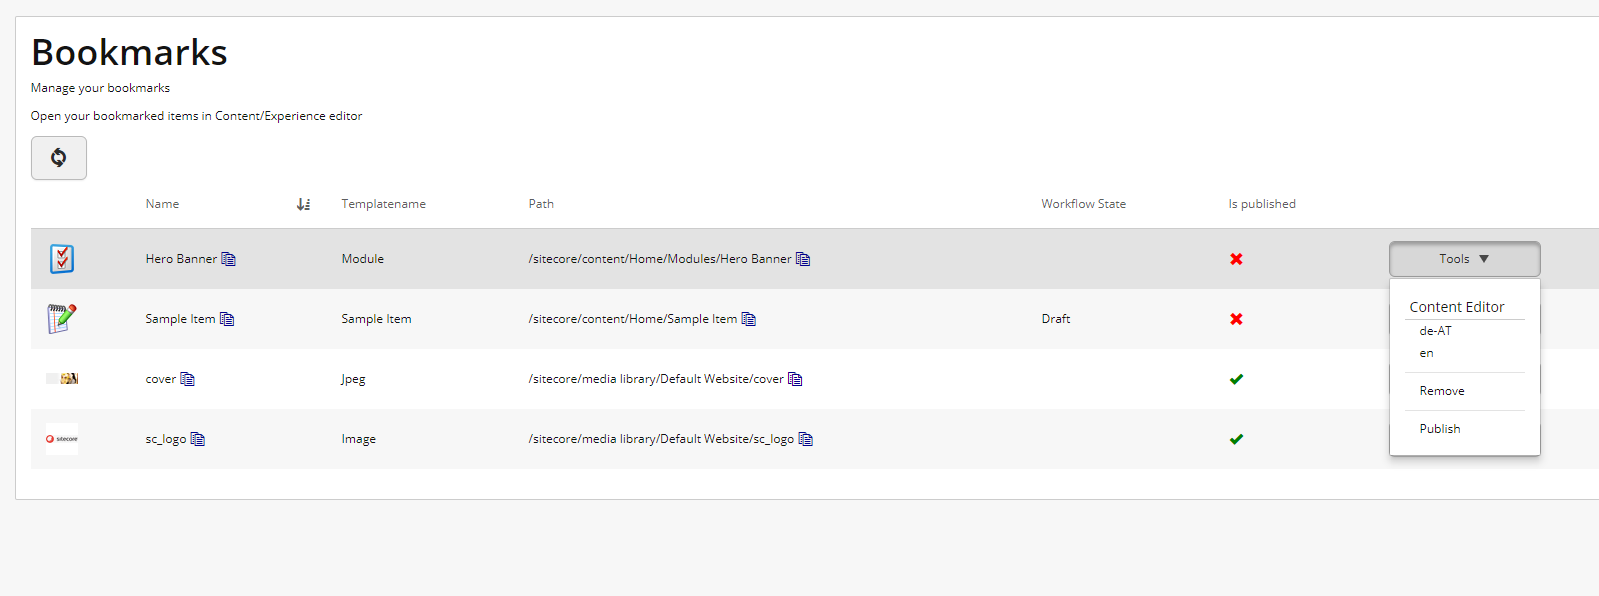 Bookmarks
Manage your bookmarks
Open your bookmarked items in Content/Experience editor
Name Templatename Path Workflow State Is published
Hero Banner Module /sitecore/content/Home/Modules/Hero Banner Tools
Content Editor
Sample Item Sample Item /sitecore/content/Home/Sample Item Draft
de-AT
en
cover Jpeg /sitecore/media library/Default Website/cover
Remove
Publish
sitecore sc_logo Image /sitecore/media library/Default Website/sc_logo